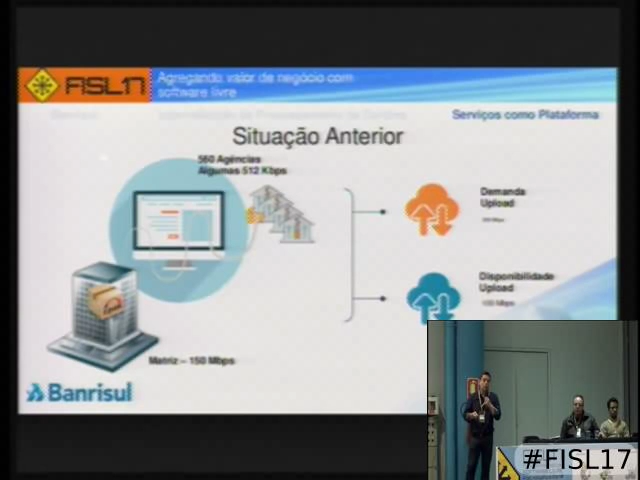 FISL17
Agregando valor de negócio com
software livre
Serviços como Plataforma
Situação Anterior
560 Agências
Algumas 512 Kbps
Demanda
Upload
Disponibilidade
Upload
Matriz – 150 Mbps
Banrisul
#FISL17